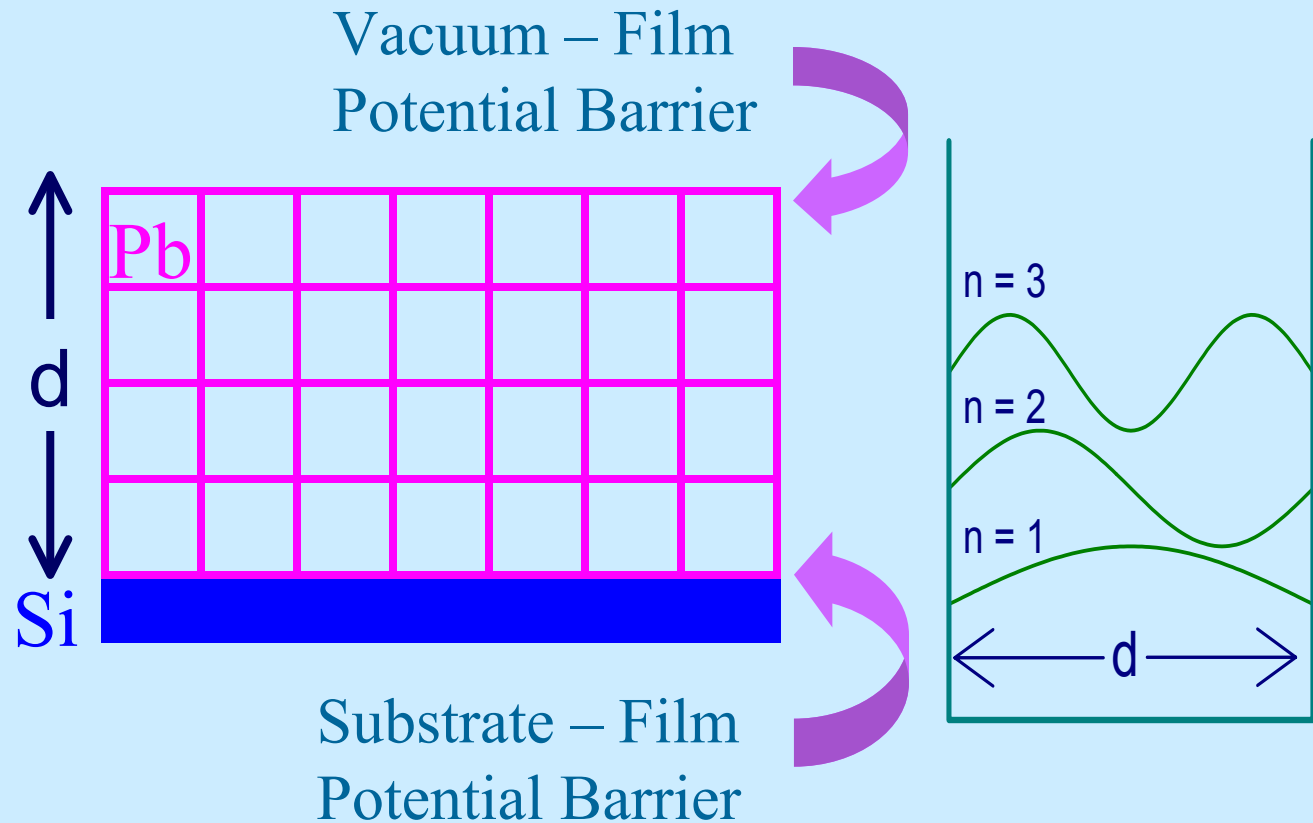 Vacuum – Film
Potential Barrier
Pb
d
Si
n = 3
n = 2
n = 1
d
Substrate – Film
Potential Barrier